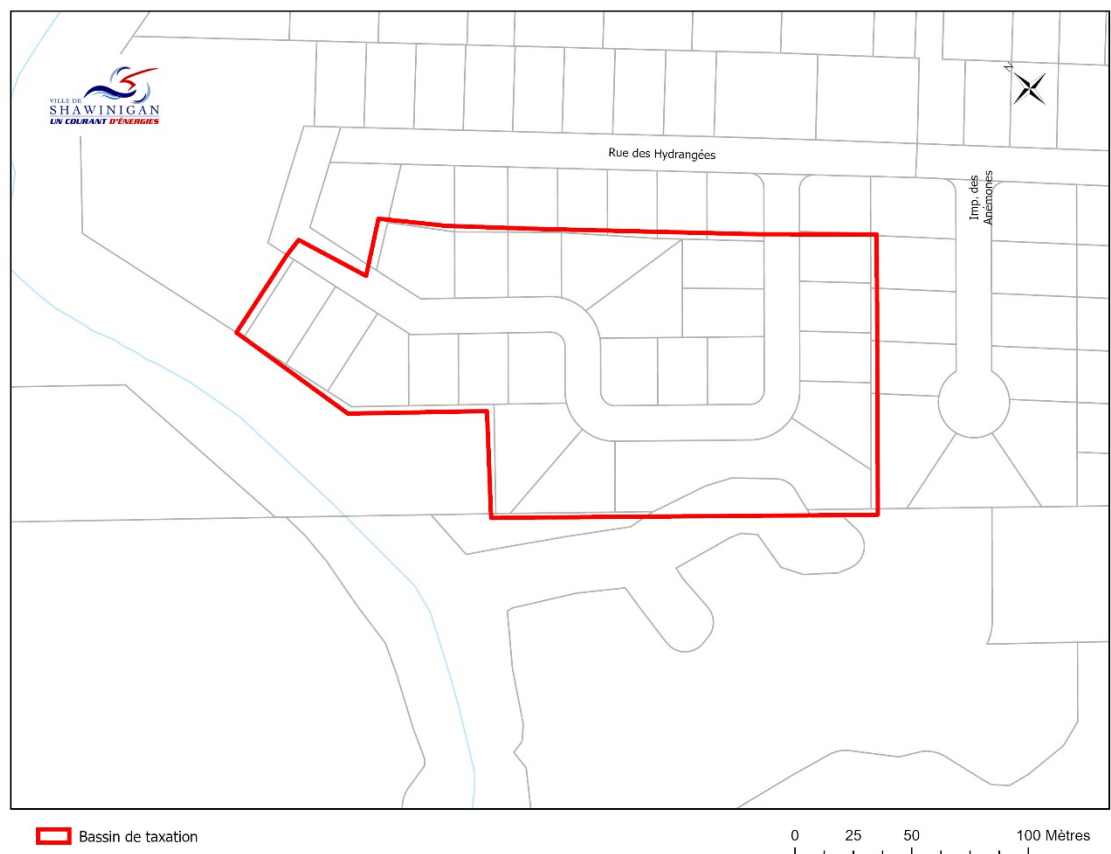 VILLE DE
SHAWINIGAN
UN COURANT D'ÉNERGIES
N
Rue des Hydrangées
Imp. des
Anémones
Bassin de taxation
0 25 50 100 Mètres